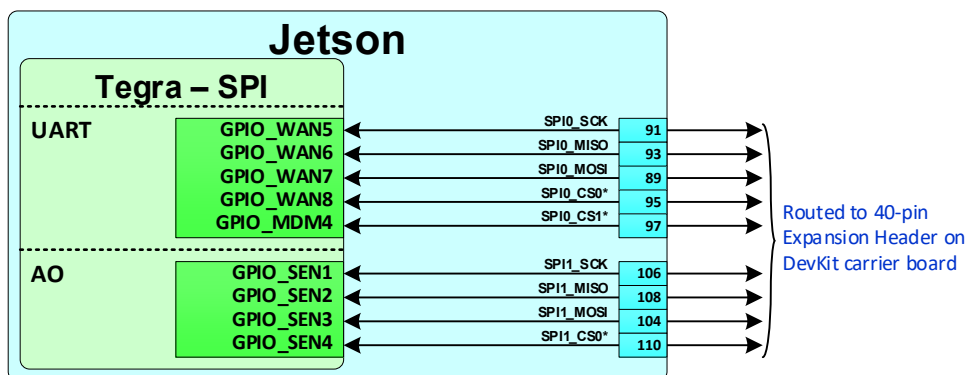 Jetson
Tegra – SPI
UART
GPIO_WAN5 SPI0_SCK 91
GPIO_WAN6 SPI0_MISO 93
GPIO_WAN7 SPI0_MOSI 89
GPIO_WAN8 SPI0_CS0* 95
GPIO_MDM4 SPI0_CS1* 97
AO
GPIO_SEN1 SPI1_SCK 106
GPIO_SEN2 SPI1_MISO 108
GPIO_SEN3 SPI1_MOSI 104
GPIO_SEN4 SPI1_CS0* 110
Routed to 40-pin
Expansion Header on
DevKit carrier board